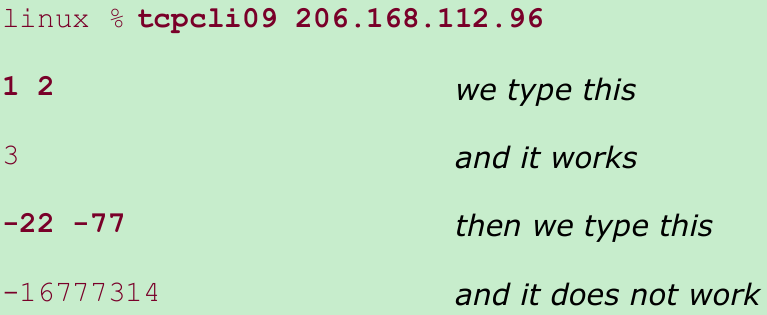 linux % tcpcli09 206.168.112.96
1 2 we type this
3 and it works
-22 -77 then we type this
-16777314 and it does not work